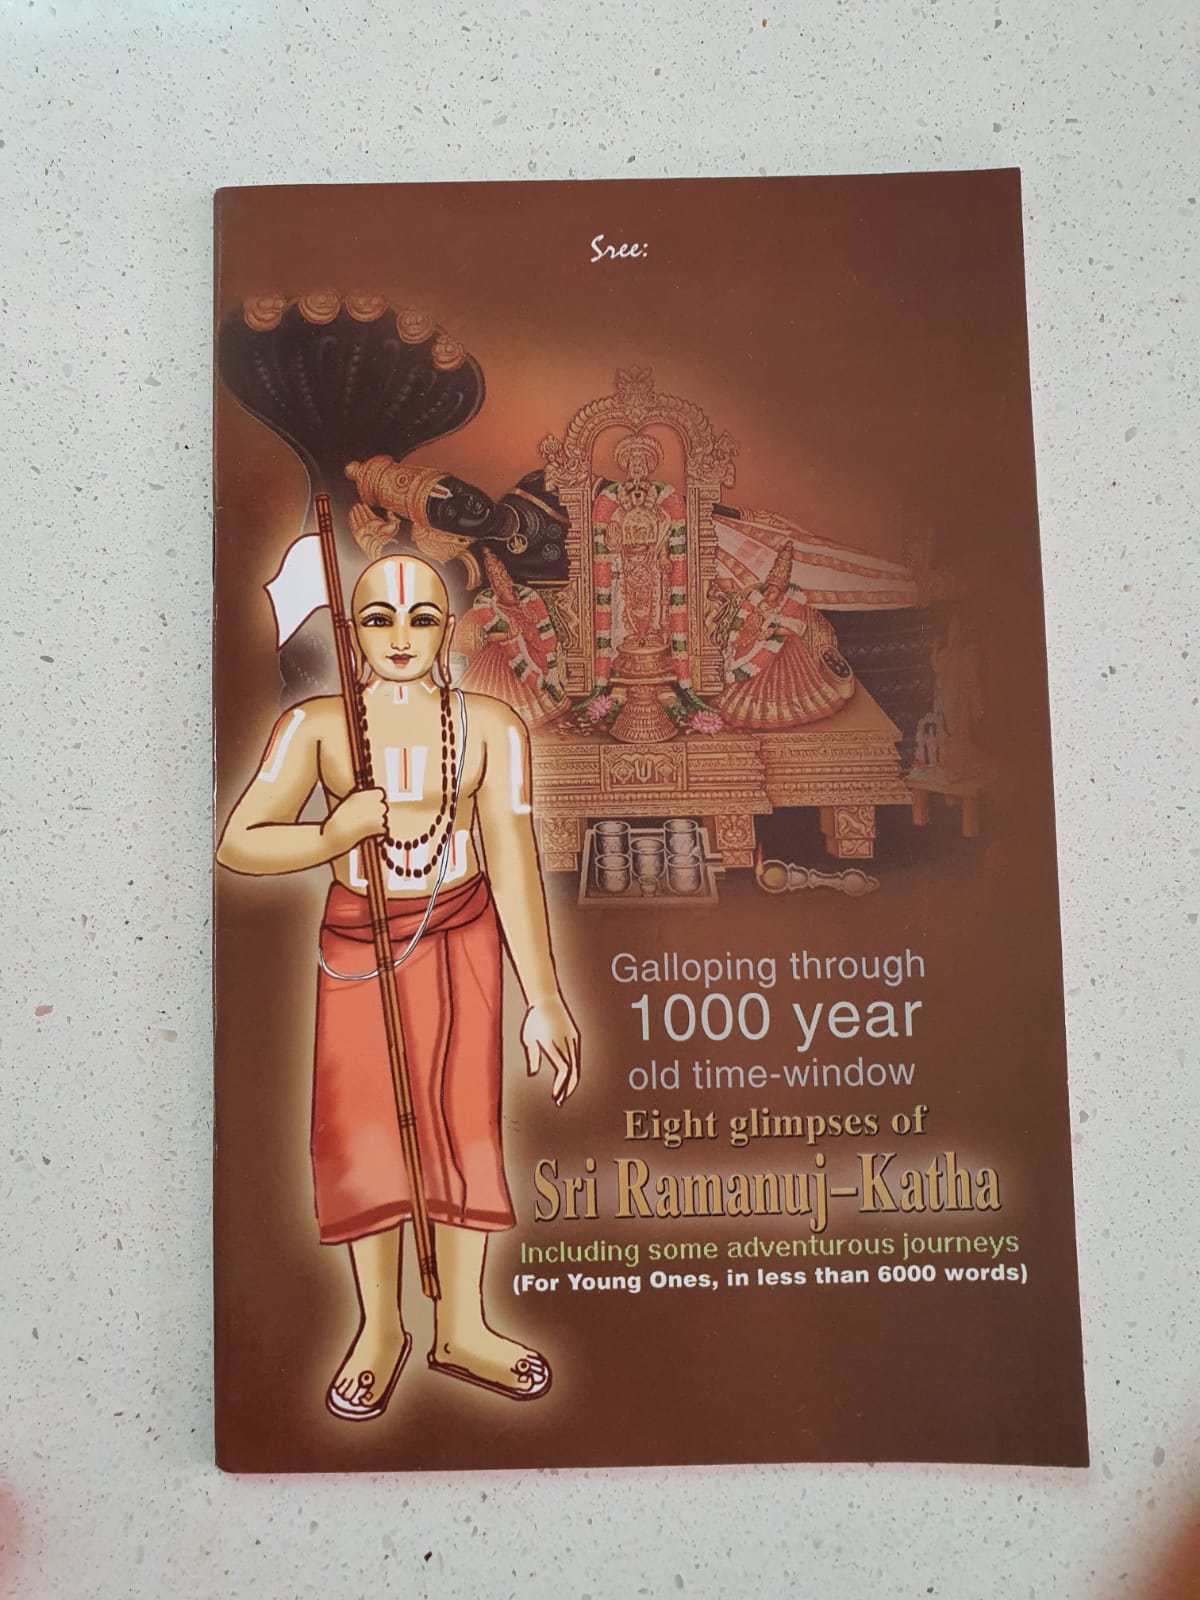 Sree:
Galloping through
1000 year
old time-window
Eight glimpses of
Sri Ramanuj-Katha
Including some adventurous journeys
(For Young Ones, in less than 6000 words)